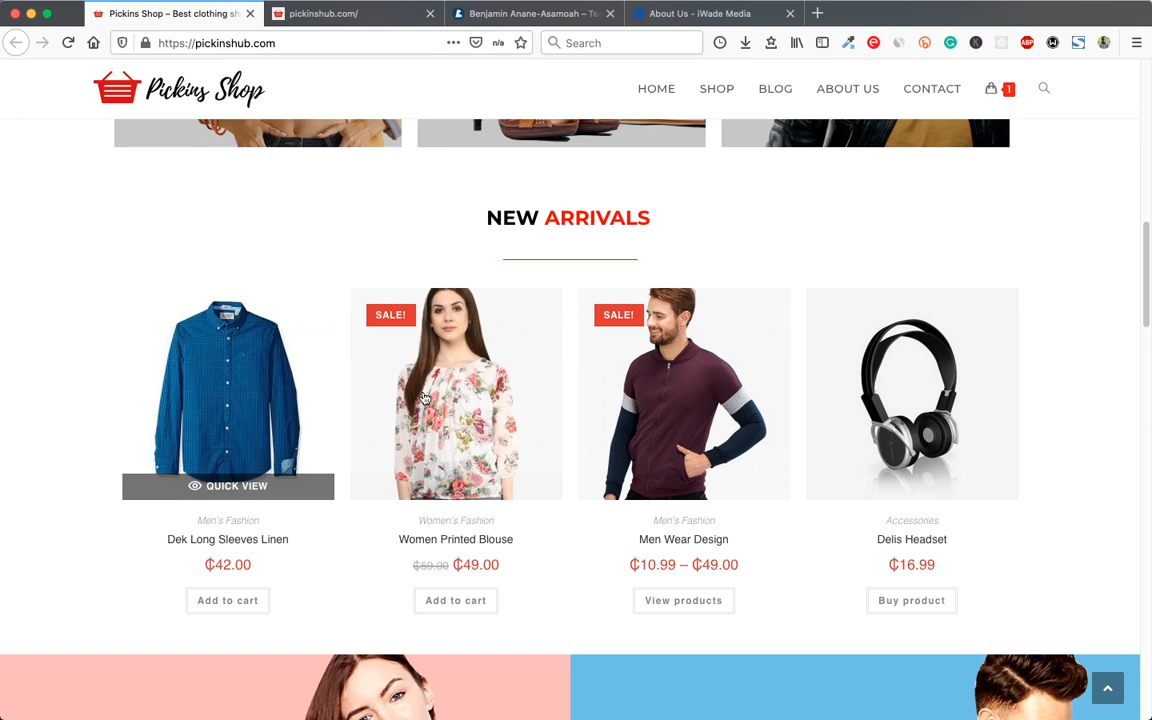 Pickins Shop – Best clothing sh
pickinshub.com/
Benjamin Anane-Asamoah – Te
About Us - iWade Media
https://pickinshub.com
n/a
Search
ABP
Pickins Shop
HOME
SHOP
BLOG
ABOUT US
CONTACT
1
NEW ARRIVALS
SALE!
SALE!
QUICK VIEW
Men's Fashion
Women's Fashion
Men's Fashion
Accessories
Dek Long Sleeves Linen
Women Printed Blouse
Men Wear Design
Delis Headset
₵42.00
₵59.00 ₵49.00
₵10.99 – ₵49.00
₵16.99
Add to cart
Add to cart
View products
Buy product